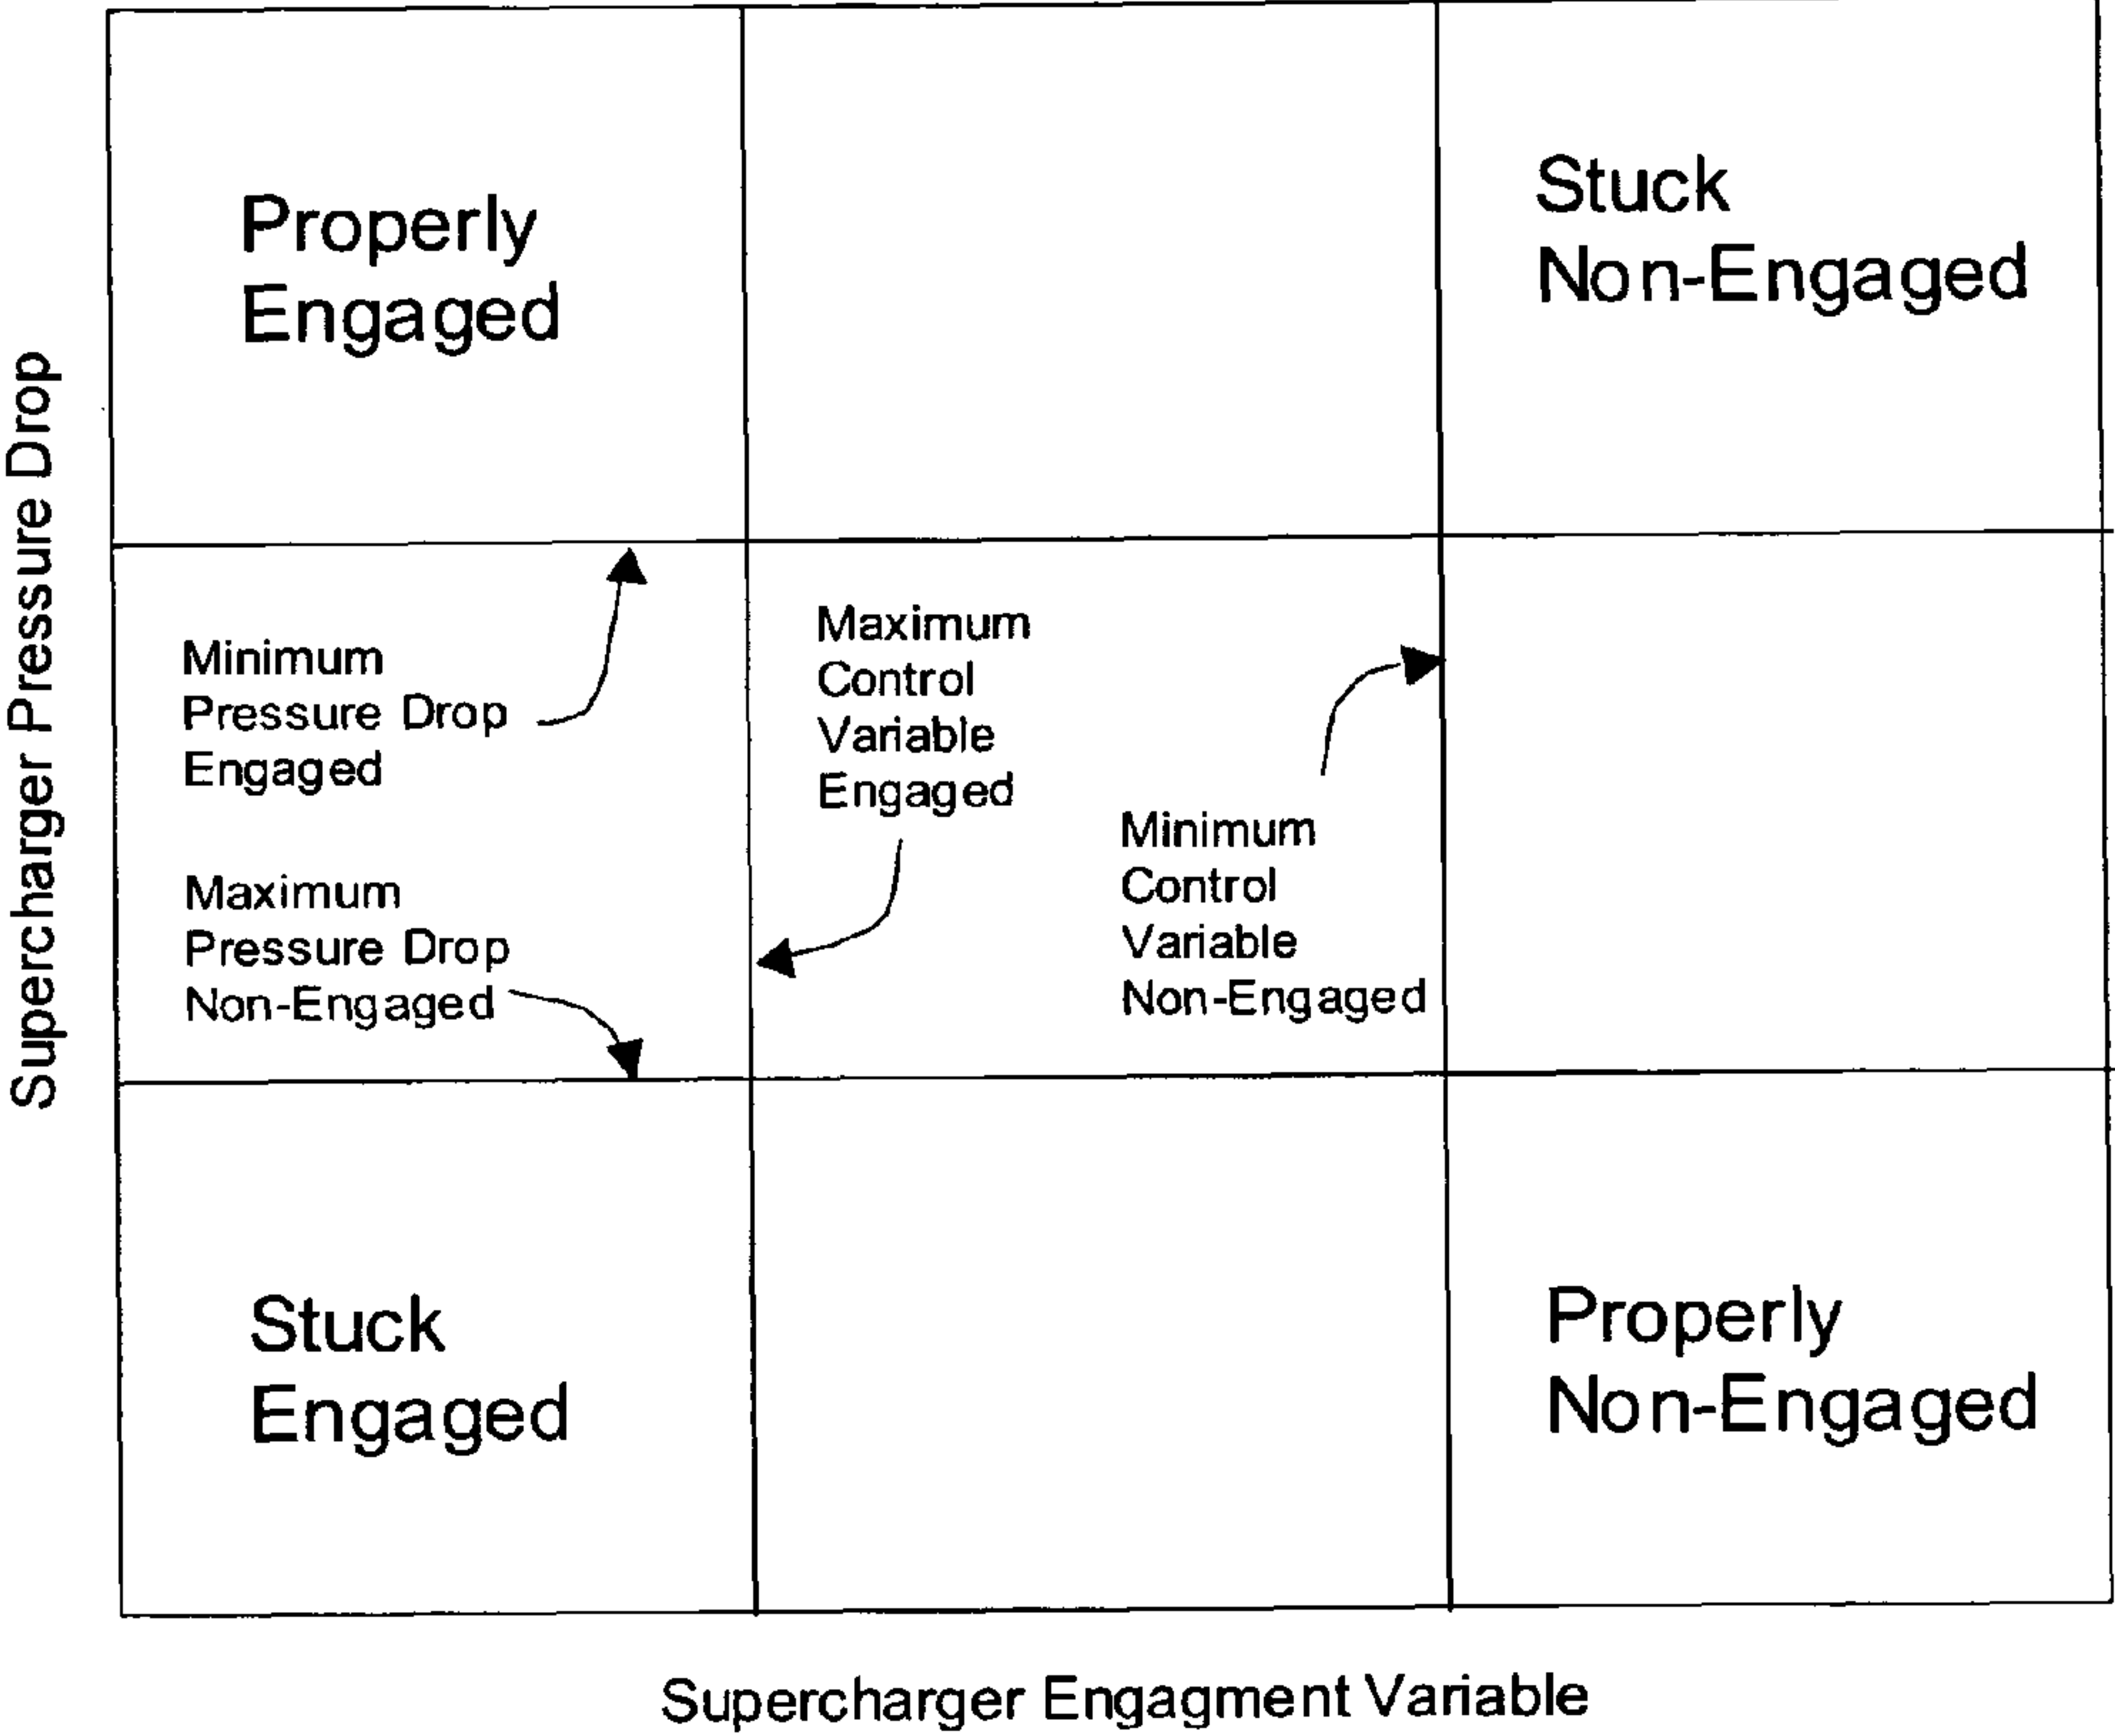 Supercharger Pressure Drop
Properly
Engaged
Stuck
Non-Engaged
Minimum
Pressure Drop
Engaged
Maximum
Pressure Drop
Non-Engaged
Maximum
Control
Variable
Engaged
Minimum
Control
Variable
Non-Engaged
Stuck
Engaged
Properly
Non-Engaged
Supercharger Engagment Variable